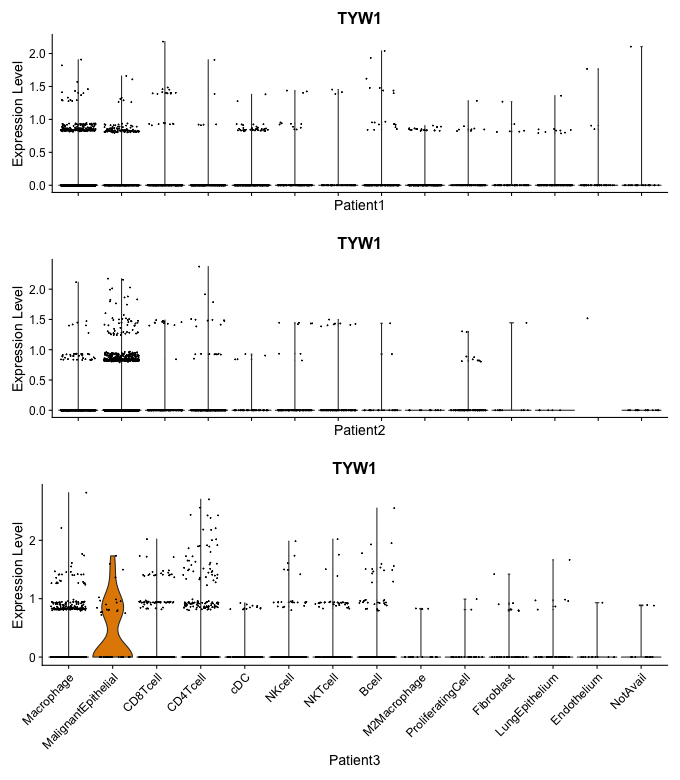 TYW1
Expression Level
2.0
1.5
1.0
0.5
0.0
Patient1
TYW1
Expression Level
2.0
1.5
1.0
0.5
0.0
Patient2
TYW1
Expression Level
2
1
0
Macrophage
MalignantEpithelial
CD8Tcell
CD4Tcell
cDC
NKcell
NKTcell
Bcell
M2Macrophage
ProliferatingCell
Fibroblast
LungEpithelium
Endothelium
NotAvail
Patient3